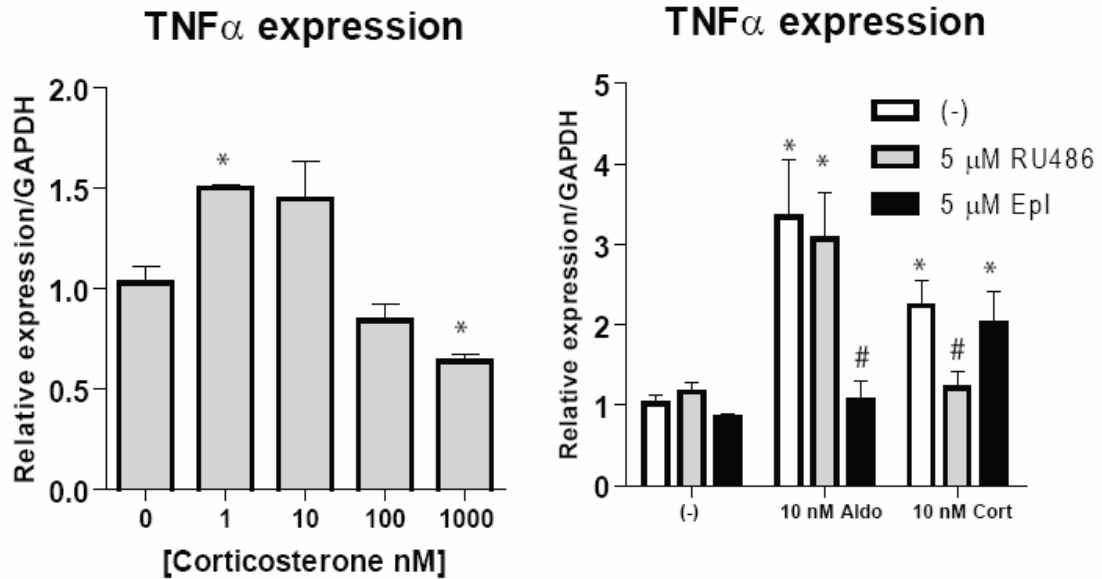 TNFα expression
Relative expression/GAPDH
2.0
1.5
1.0
0.5
0.0
*
*
0 1 10 100 1000
[Corticosterone nM]
TNFα expression
Relative expression/GAPDH
5
4
3
2
1
0
(-)
5 μM RU486
5 μM Epl
* * # * # *
(-) 10 nM Aldo 10 nM Cort